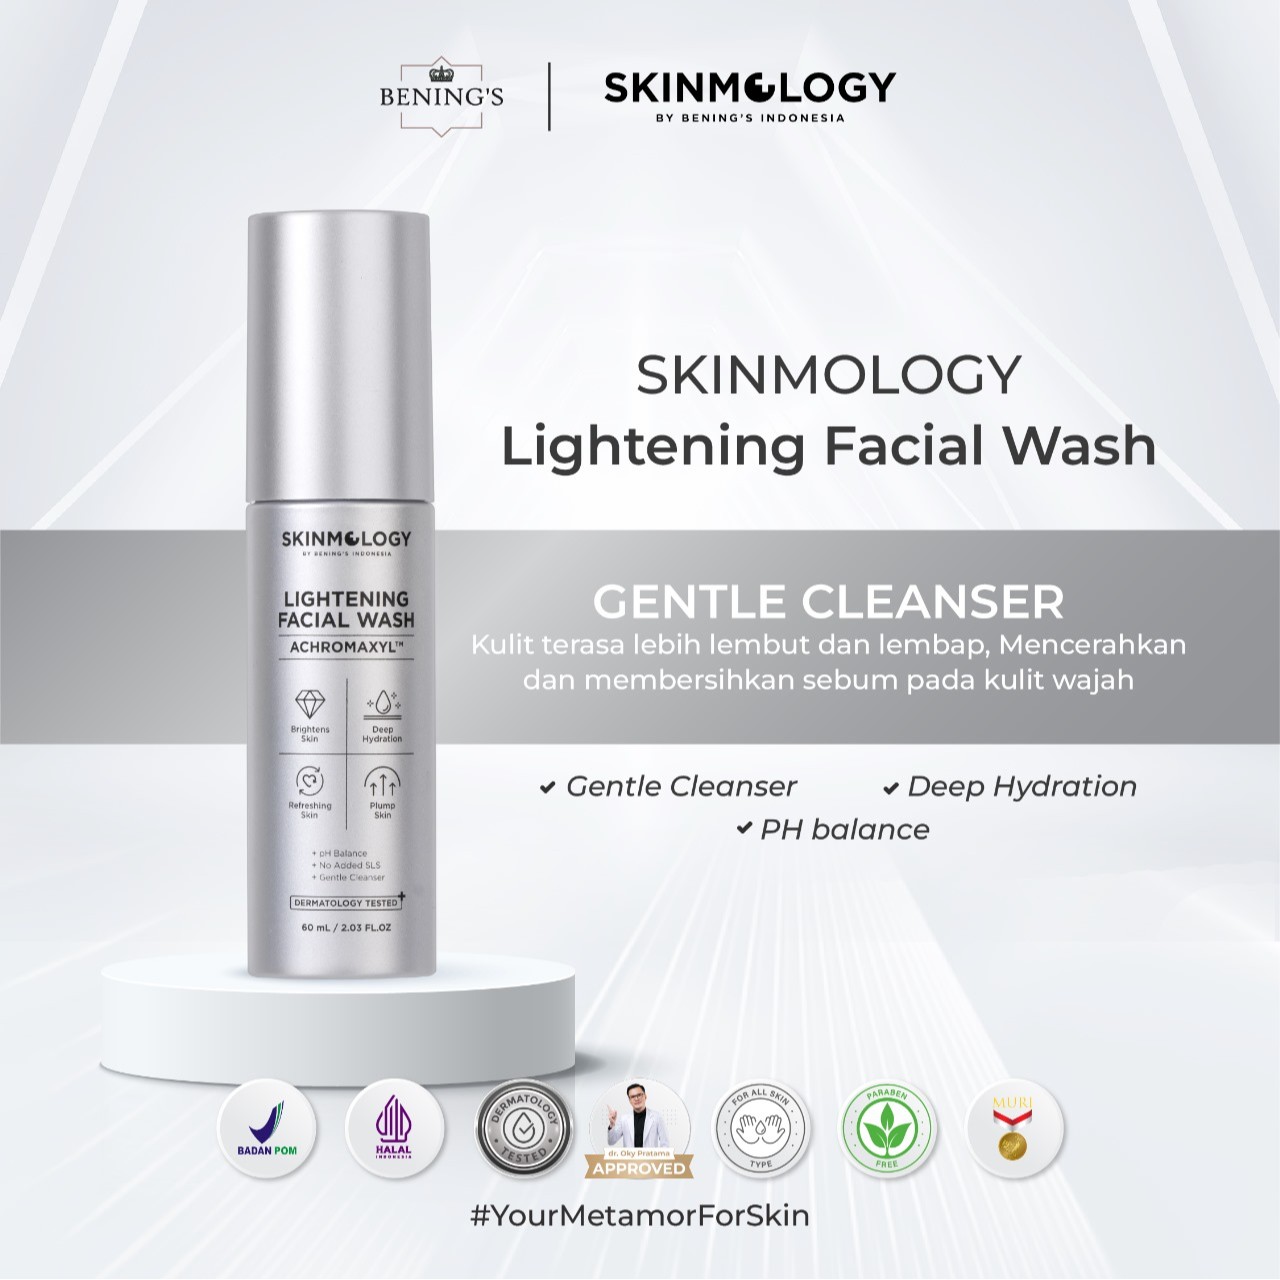 BENING'S
SKINMOLOGY
BY BENING'S INDONESIA
SKINMOLOGY
Lightening Facial Wash
GENTLE CLEANSER
Kulit terasa lebih lembut dan lembap, Mencerahkan
dan membersihkan sebum pada kulit wajah
Gentle Cleanser
Deep Hydration
PH balance
SKINMOLOGY
BY BENING'S INDONESIA
LIGHTENING
FACIAL WASH
ACHROMAXYL™
Brightens
Skin
Deep
Hydration
Refreshing
Skin
Plump
Skin
+ pH Balance
+ No Added SLS
+ Gentle Cleanser
DERMATOLOGY TESTED+
60 mL / 2.03 FL.OZ
BADAN POM
HALAL
INDONESIA
DERMATOLOGY
TESTED
dr. Oky Pratama
APPROVED
FOR ALL SKIN
TYPE
PARABEN
FREE
MURI
#YourMetamorForSkin